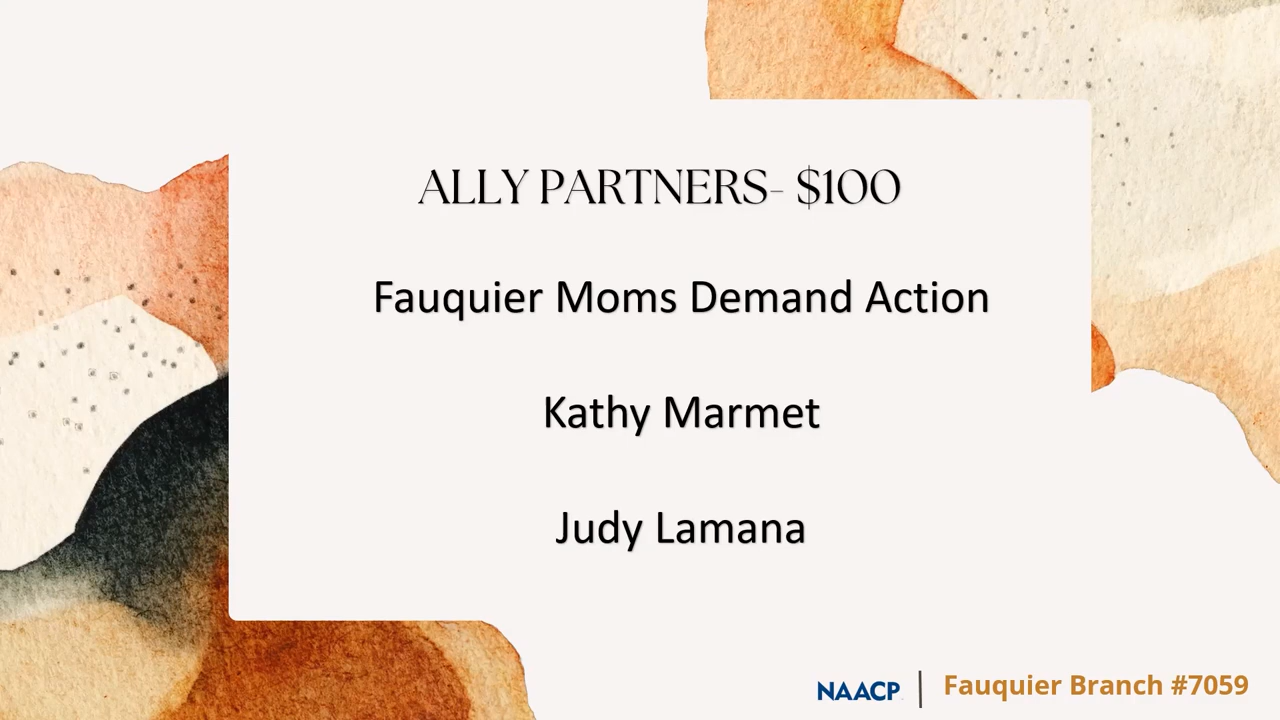 ALLY PARTNERS- $100
Fauquier Moms Demand Action
Kathy Marmet
Judy Lamana
NAACP | Fauquier Branch #7059